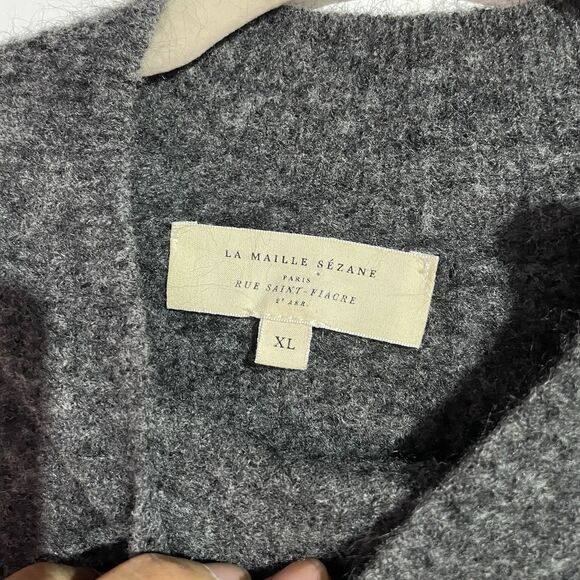 LA MAILLE SÉZANE
PARIS
RUE SAINT-FIACRE
2ᵉ ARR.
XL